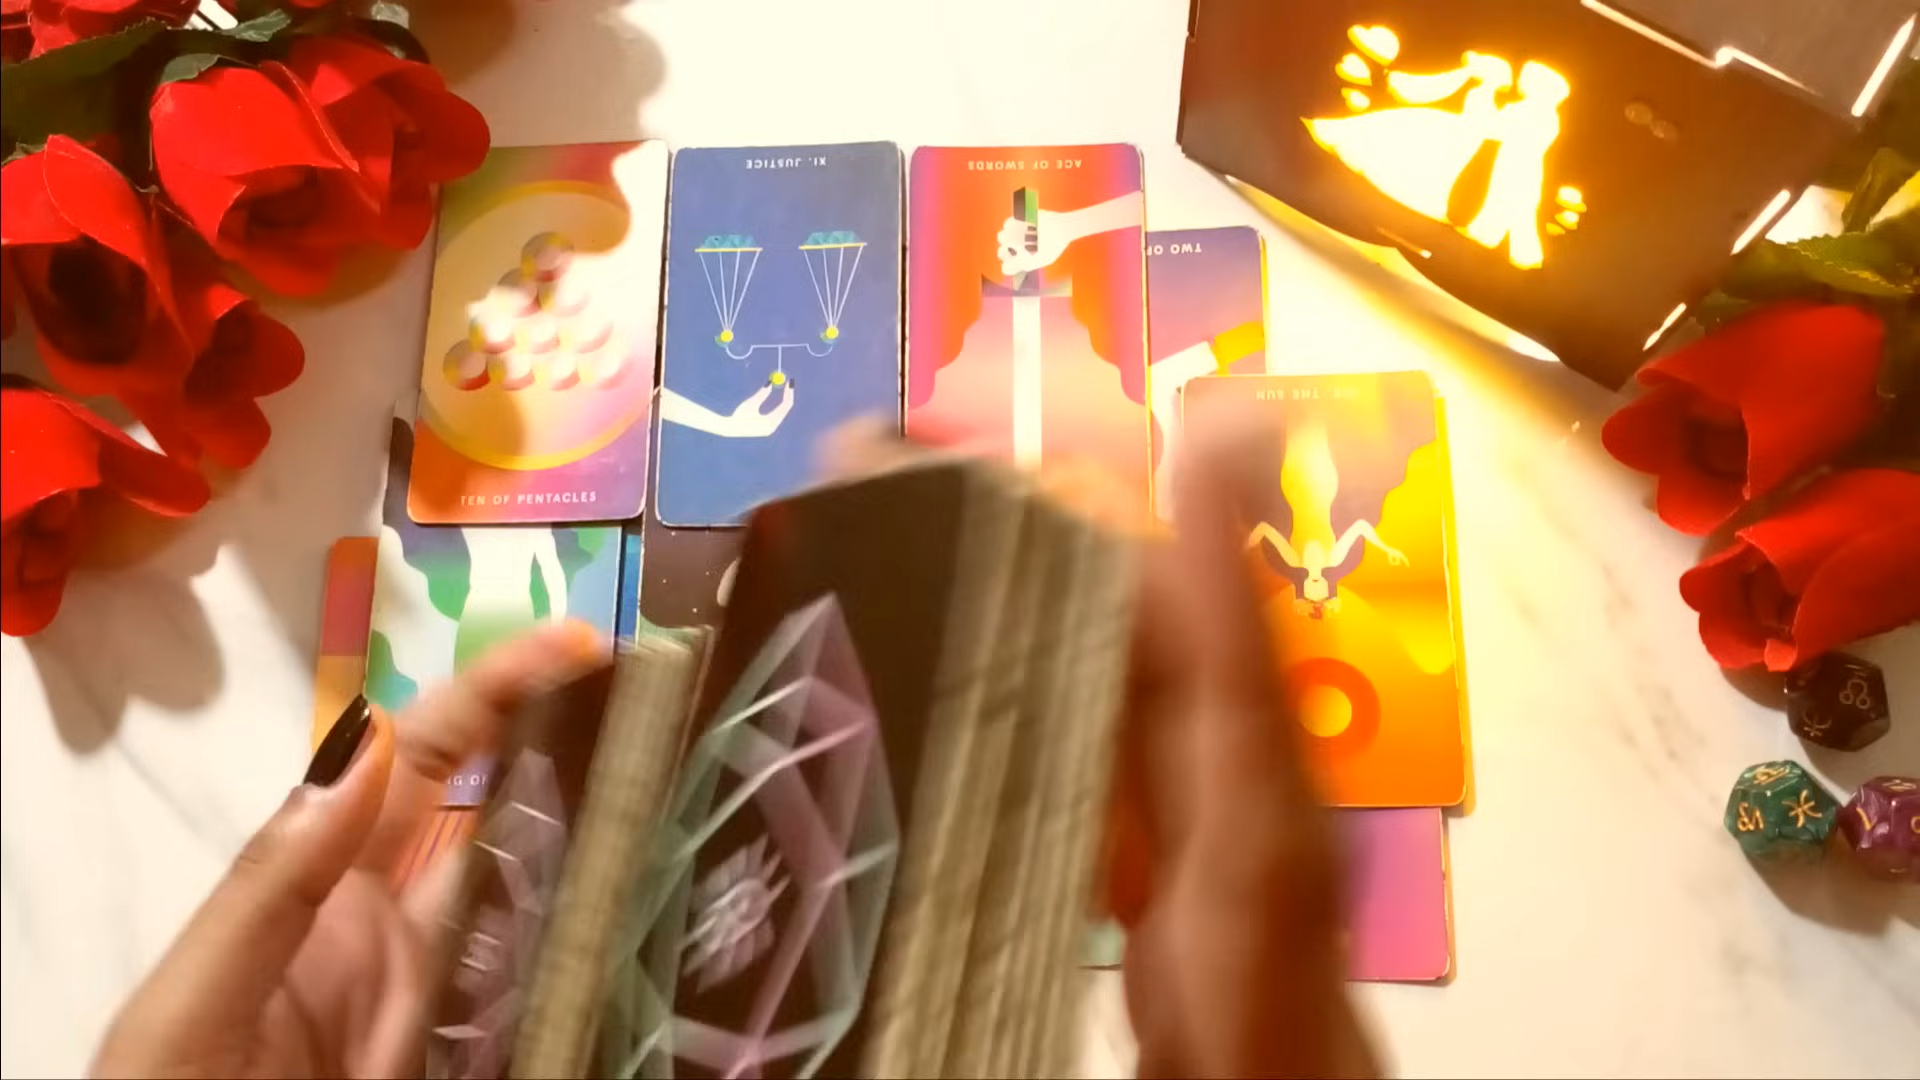 XI. JUSTICE
ACE OF SWORDS
TWO OF
THE SUN
TEN OF PENTACLES